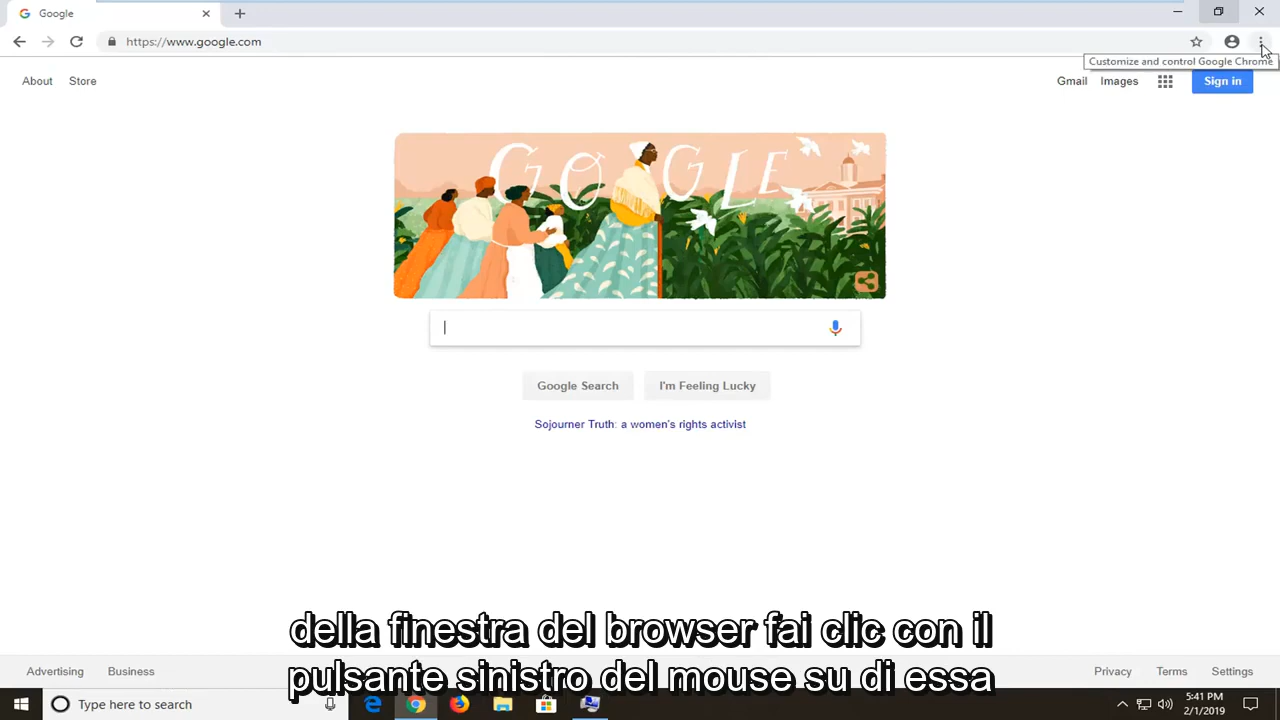 Google
https://www.google.com
Customize and control Google Chrome
About Store
Gmail Images Sign in
GOOGLE
Google Search I'm Feeling Lucky
Sojourner Truth: a women's rights activist
della finestra del browser fai clic con il
pulsante sinistro del mouse su di essa
Advertising Business
Privacy Terms Settings
Type here to search
5:41 PM
2/1/2019